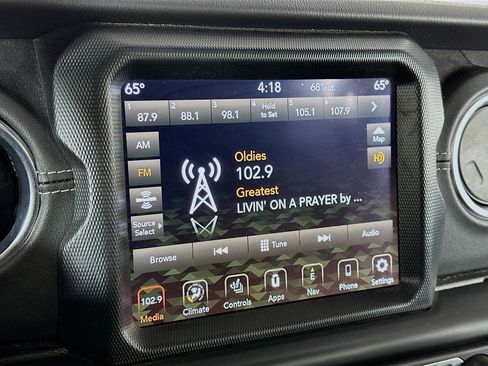 65° 4:18 68° out. 65°
1 2 3 4 5 6
87.9 88.1 98.1 Hold to Set 105.1 107.9
AM
Map
FM
HD
Oldies
102.9
Greatest
LIVIN' ON A PRAYER by ...
Source Select
Browse Tune Audio
102.9 E
Media Climate Controls Apps Nav Phone Settings